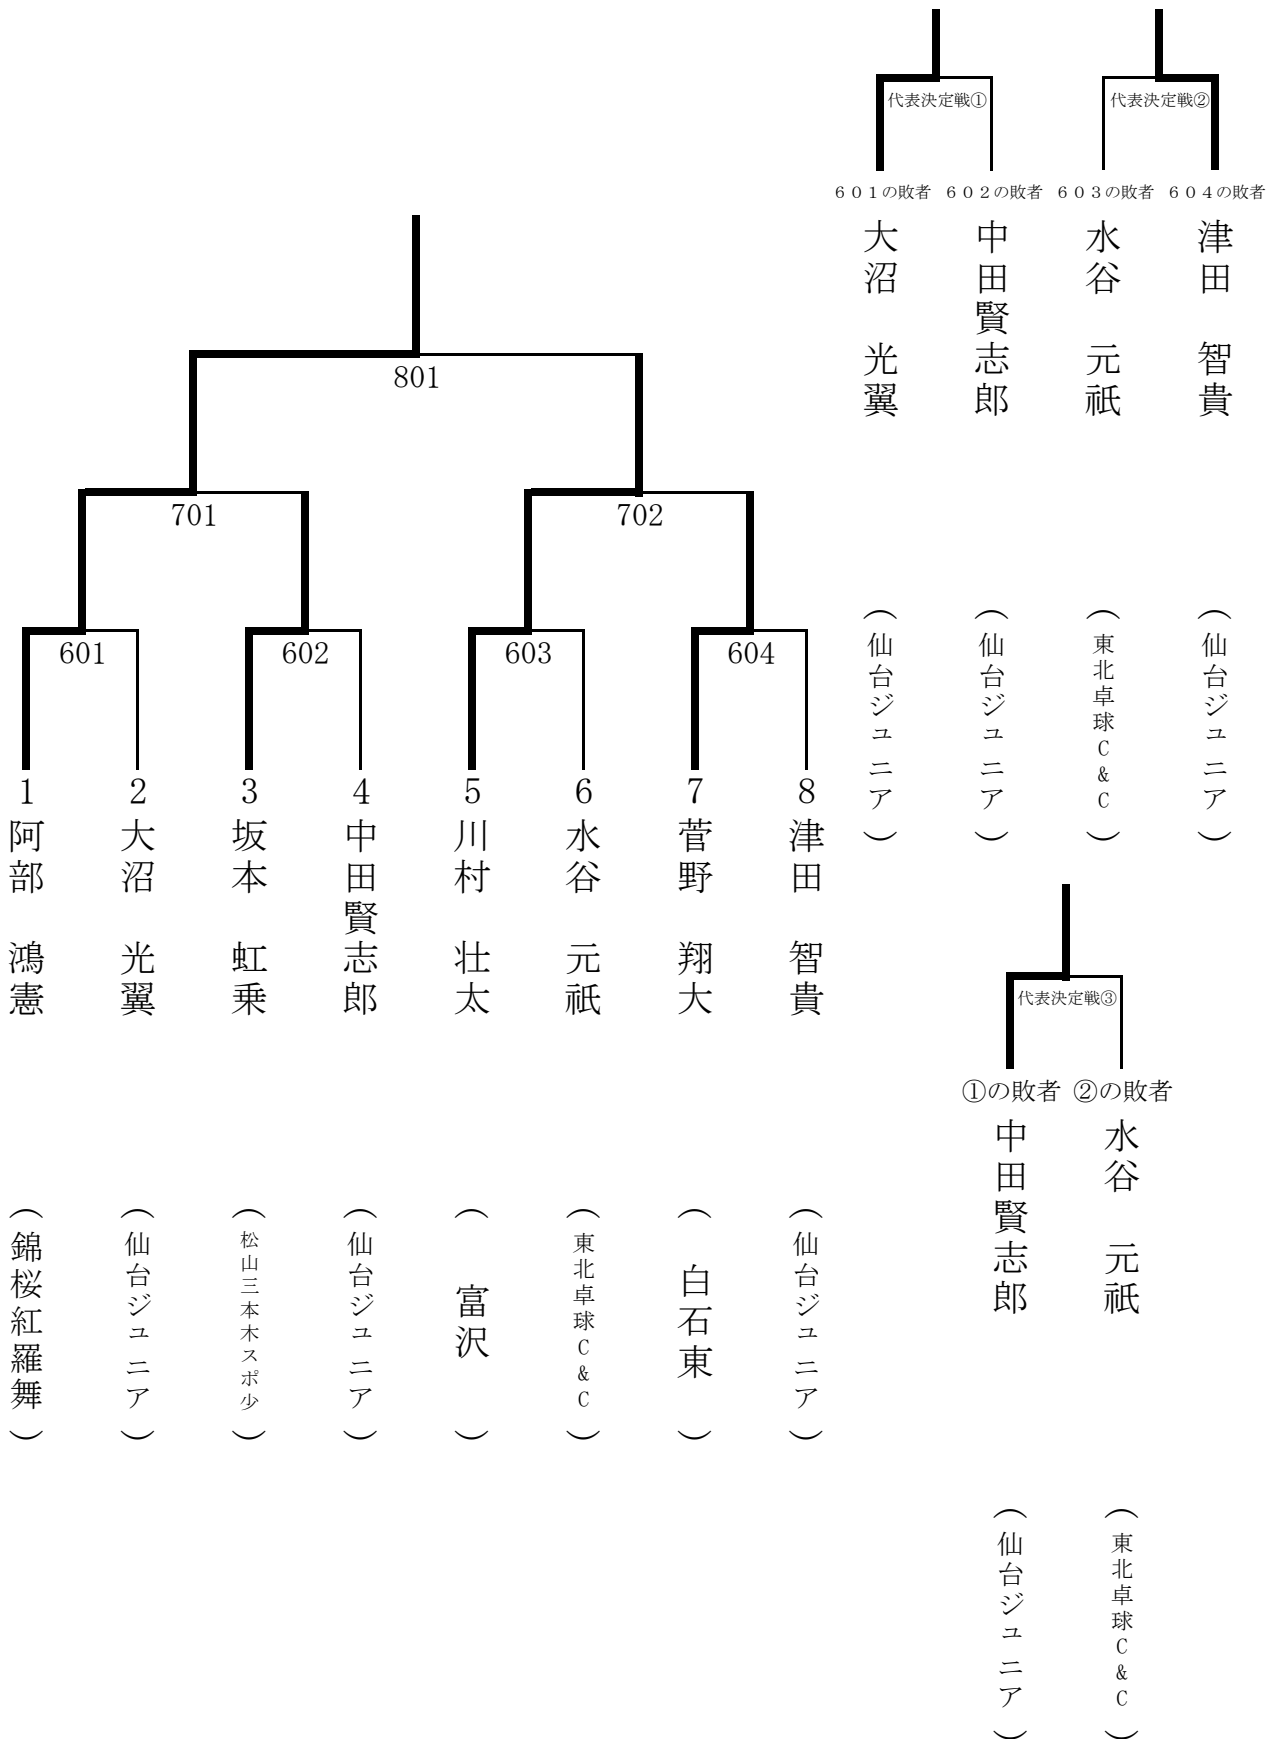 代表決定戦① 代表決定戦②
６０１の敗者 ６０２の敗者 ６０３の敗者 ６０４の敗者
大沼　光翼 （仙台ジュニア）
中田賢志郎 （仙台ジュニア）
水谷　元祇 （東北卓球C&C）
津田　智貴 （仙台ジュニア）
801
701 702
601 602 603 604
1 阿部　鴻憲 （錦桜紅羅舞）
2 大沼　光翼 （仙台ジュニア）
3 坂本　虹乗 （松山三本木スポ少）
4 中田賢志郎 （仙台ジュニア）
5 川村　壮太 （富沢）
6 水谷　元祇 （東北卓球C&C）
7 菅野　翔大 （白石東）
8 津田　智貴 （仙台ジュニア）
代表決定戦③
①の敗者 ②の敗者
中田賢志郎 （仙台ジュニア）
水谷　元祇 （東北卓球C&C）